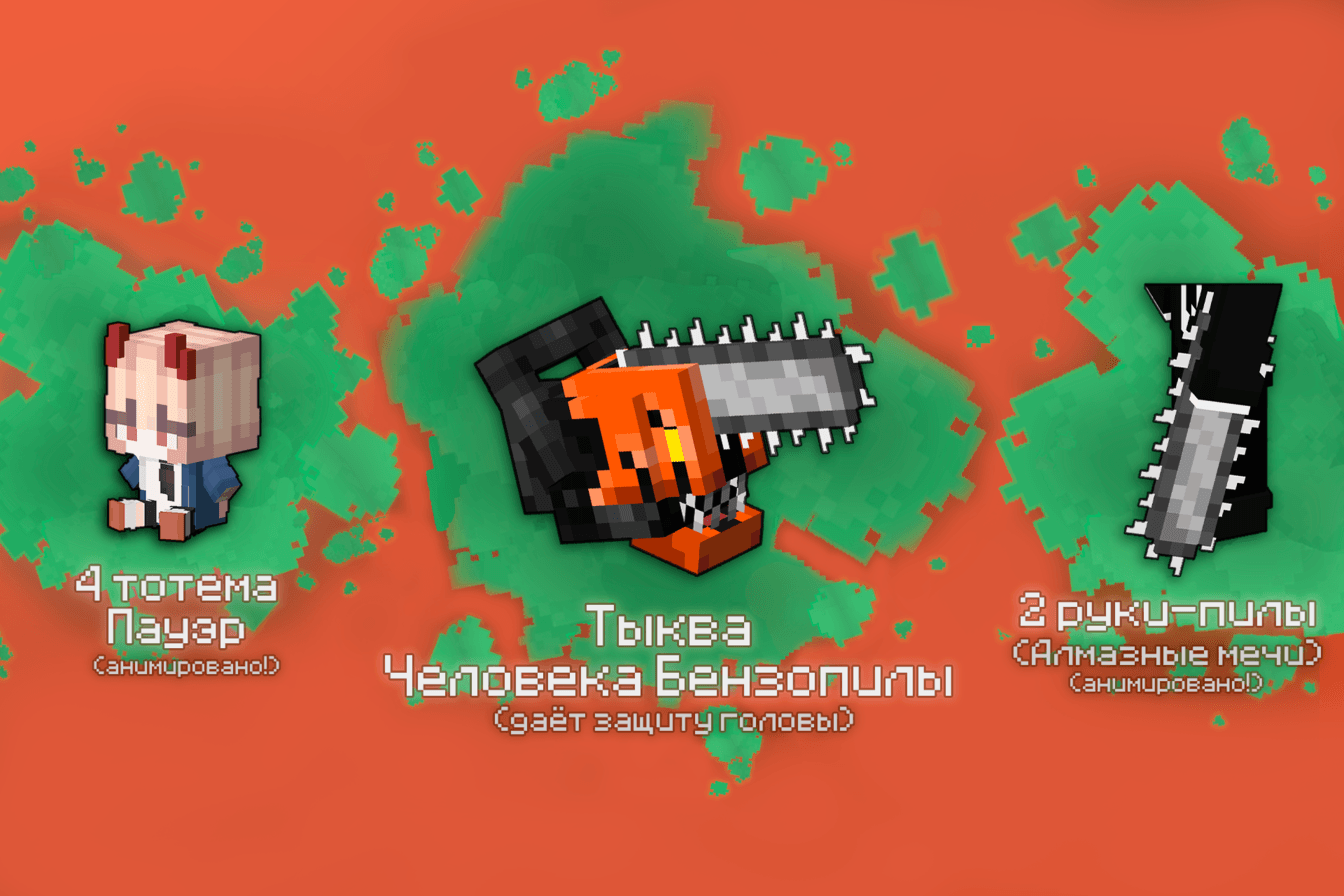 4 тотема
Пауэр
(анимировано!)
Тыква
Человека Бензопилы
(даёт защиту головы)
2 руки-пилы
(Алмазные мечи)
(анимировано!)